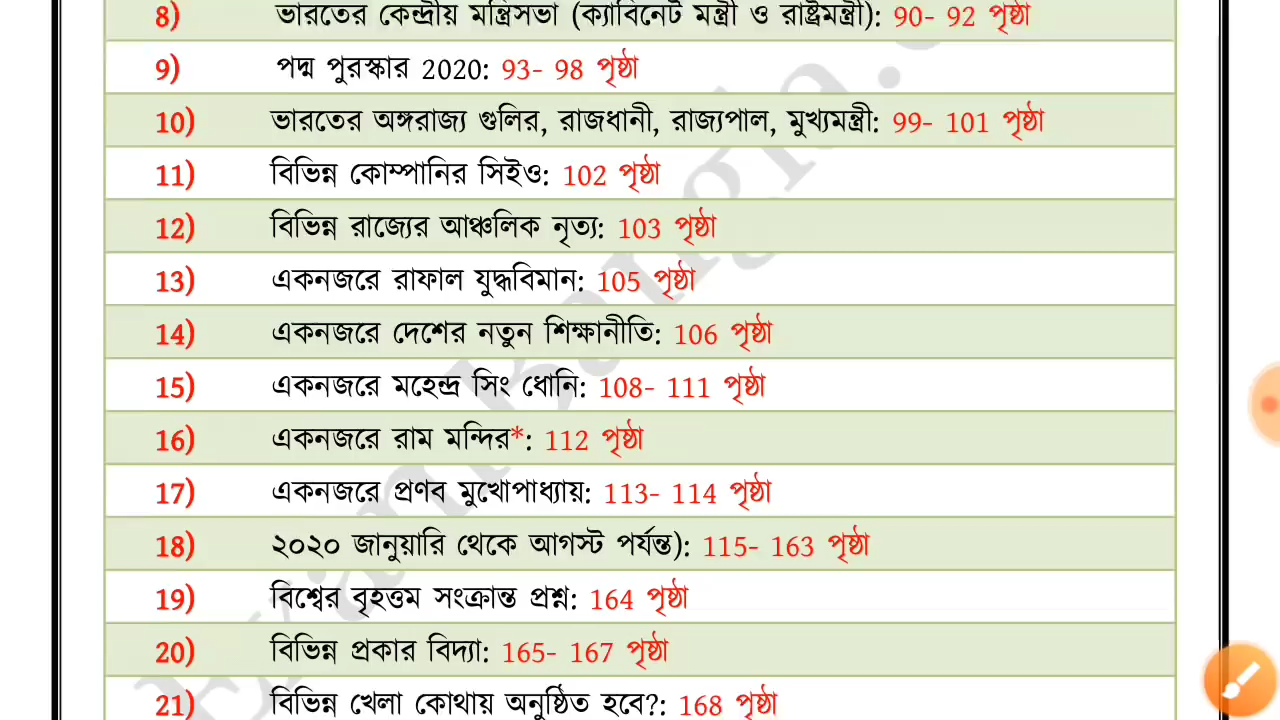 8) ভারতের কেন্দ্রীয় মন্ত্রিসভা (ক্যাবিনেট মন্ত্রী ও রাষ্ট্রমন্ত্রী): 90- 92 পৃষ্ঠা
9) পদ্ম পুরস্কার 2020: 93- 98 পৃষ্ঠা
10) ভারতের অঙ্গরাজ্য গুলির, রাজধানী, রাজ্যপাল, মুখ্যমন্ত্রী: 99- 101 পৃষ্ঠা
11) বিভিন্ন কোম্পানির সিইও: 102 পৃষ্ঠা
12) বিভিন্ন রাজ্যের আঞ্চলিক নৃত্য: 103 পৃষ্ঠা
13) একনজরে রাফাল যুদ্ধবিমান: 105 পৃষ্ঠা
14) একনজরে দেশের নতুন শিক্ষানীতি: 106 পৃষ্ঠা
15) একনজরে মহেন্দ্র সিং ধোনি: 108- 111 পৃষ্ঠা
16) একনজরে রাম মন্দির*: 112 পৃষ্ঠা
17) একনজরে প্রণব মুখোপাধ্যায়: 113- 114 পৃষ্ঠা
18) ২০২০ জানুয়ারি থেকে আগস্ট পর্যন্ত): 115- 163 পৃষ্ঠা
19) বিশ্বের বৃহত্তম সংক্রান্ত প্রশ্ন: 164 পৃষ্ঠা
20) বিভিন্ন প্রকার বিদ্যা: 165- 167 পৃষ্ঠা
21) বিভিন্ন খেলা কোথায় অনুষ্ঠিত হবে?: 168 পৃষ্ঠা